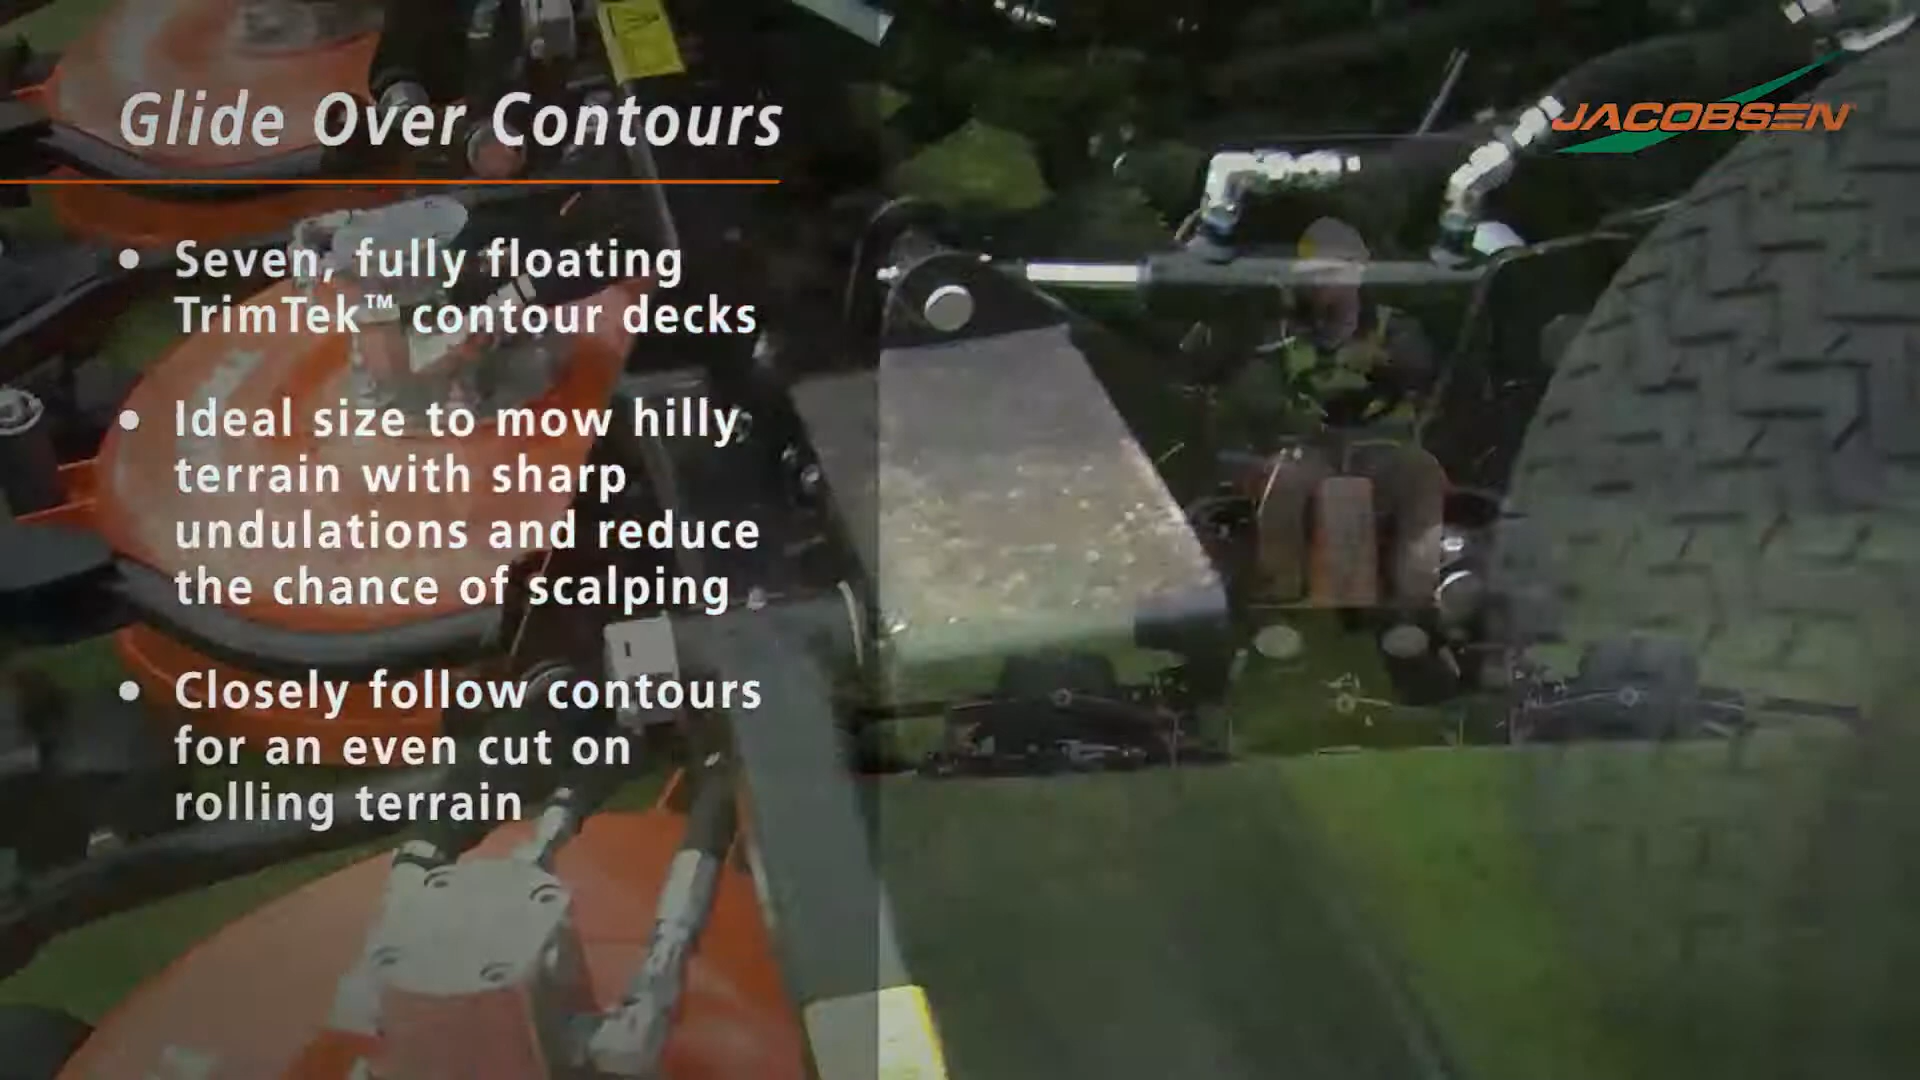 Glide Over Contours
JACOBSEN
• Seven, fully floating
TrimTek™ contour decks
• Ideal size to mow hilly
terrain with sharp
undulations and reduce
the chance of scalping
• Closely follow contours
for an even cut on
rolling terrain